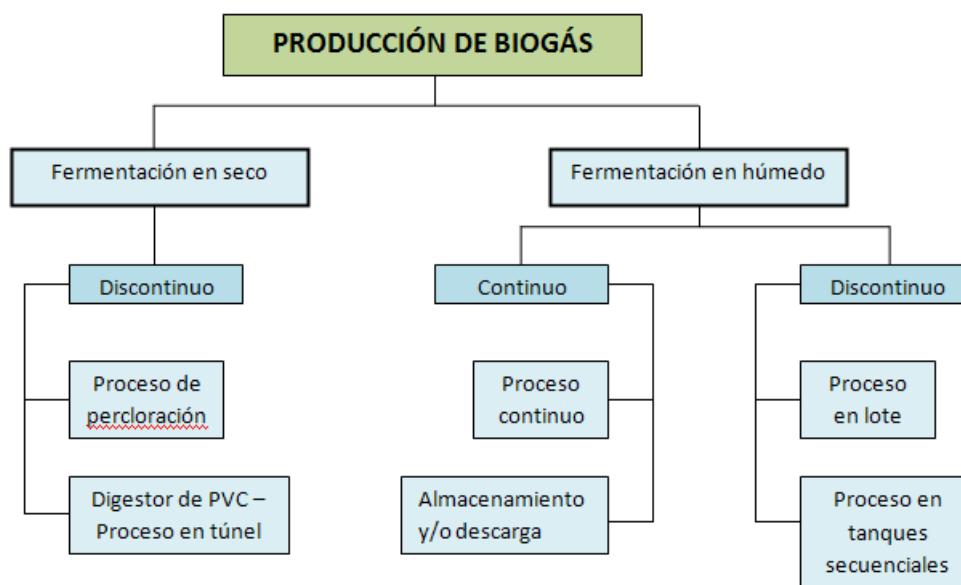 PRODUCCIÓN DE BIOGÁS
Fermentación en seco
Fermentación en húmedo
Discontinuo
Continuo
Discontinuo
Proceso de
percloración
Proceso
continuo
Proceso
en lote
Digestor de PVC –
Proceso en túnel
Almacenamiento
y/o descarga
Proceso en
tanques
secuenciales